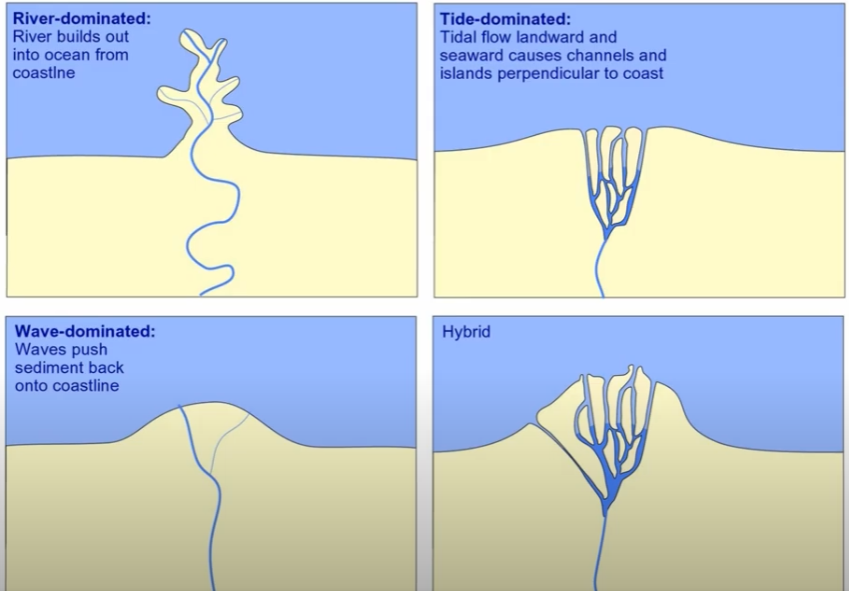 River-dominated:
River builds out
into ocean from
coastlne
Tide-dominated:
Tidal flow landward and
seaward causes channels and
islands perpendicular to coast
Wave-dominated:
Waves push
sediment back
onto coastline
Hybrid